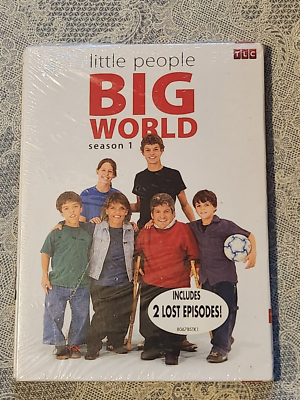 TLC
little people
BIG
WORLD
season 1
INCLUDES
2 LOST EPISODES!